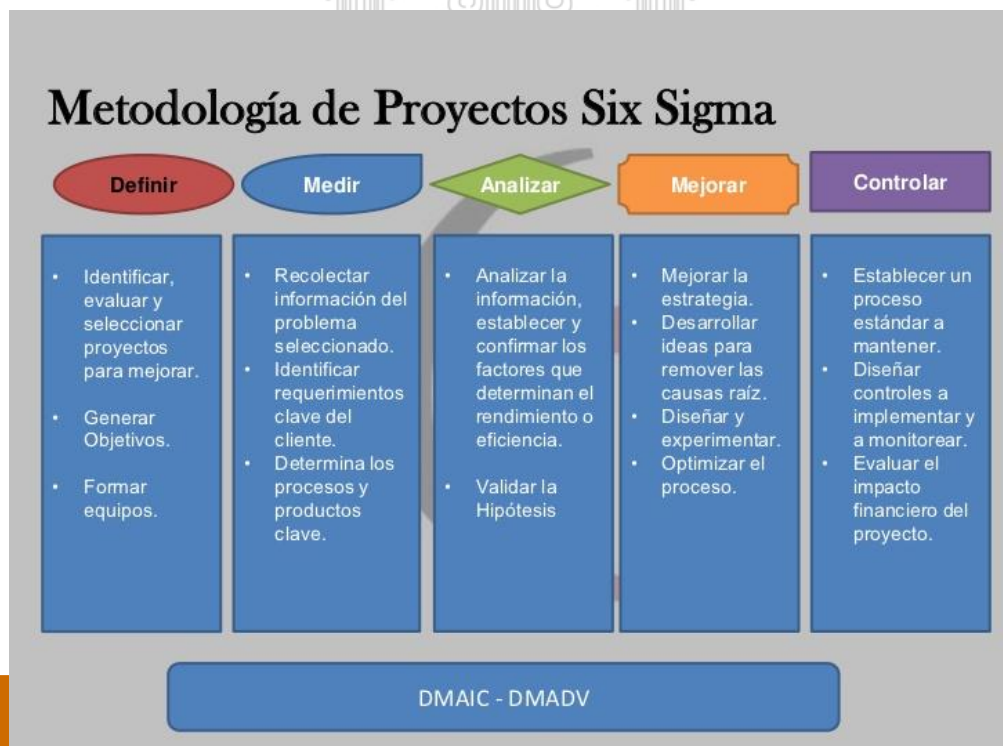 Metodología de Proyectos Six Sigma
Definir
• Identificar,
evaluar y
seleccionar
proyectos
para mejorar.
• Generar
Objetivos.
• Formar
equipos.
Medir
• Recolectar
información del
problema
seleccionado.
• Identificar
requerimientos
clave del
cliente.
• Determina los
procesos y
productos
clave.
Analizar
• Analizar la
información,
establecer y
confirmar los
factores que
determinan el
rendimiento o
eficiencia.
• Validar la
Hipótesis
Mejorar
• Mejorar la
estrategia.
• Desarrollar
ideas para
remover las
causas raíz.
• Diseñar y
experimentar.
• Optimizar el
proceso.
Controlar
• Establecer un
proceso
estándar a
mantener.
• Diseñar
controles a
implementar y
a monitorear.
• Evaluar el
impacto
financiero del
proyecto.
DMAIC - DMADV